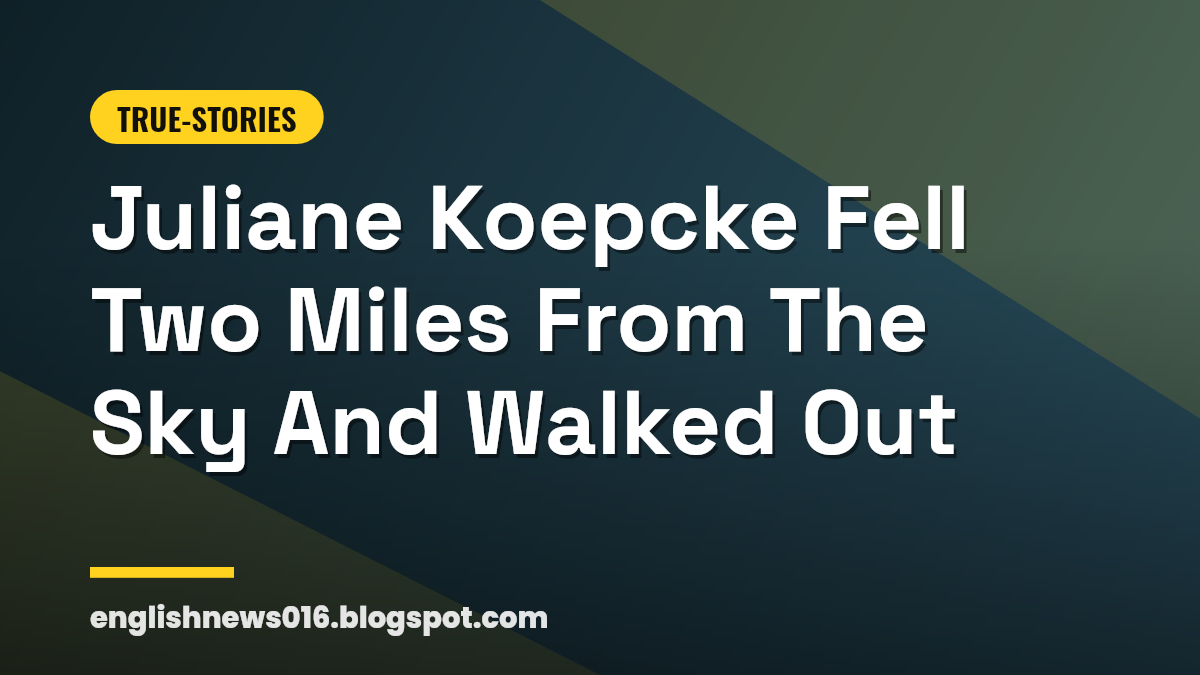 TRUE-STORIES
Juliane Koepcke Fell
Two Miles From The
Sky And Walked Out
englishnews016.blogspot.com